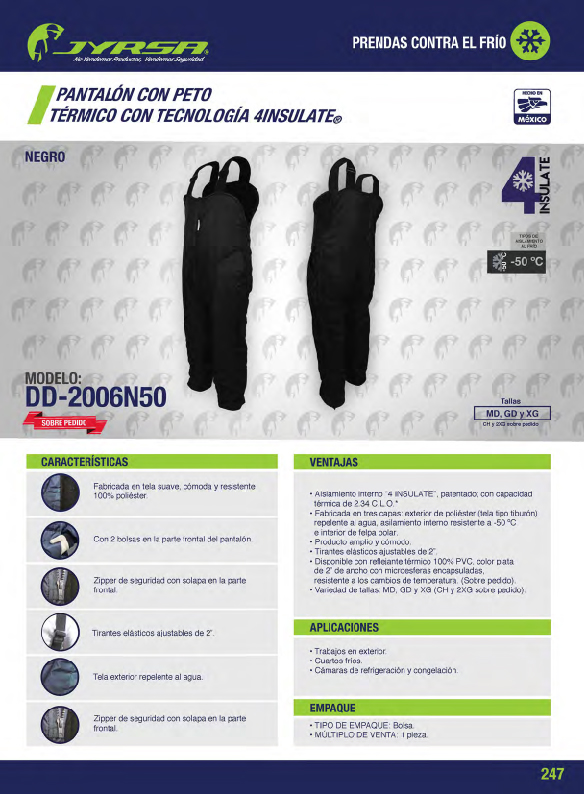 JYRSA®
No Vendemos Productos, Vendemos Seguridad
PRENDAS CONTRA EL FRÍO
PANTALÓN CON PETO
TÉRMICO CON TECNOLOGÍA 4INSULATE®
HECHO EN
MÉXICO
NEGRO
4
INSULATE
TIPOS DE
AISLAMIENTO
AL FRÍO
-50 ºC
MODELO:
DD-2006N50
SOBRE PEDIDO
Tallas
MD, GD y XG
CH y 2XG sobre pedido
CARACTERÍSTICAS
Fabricada en tela suave, cómoda y resistente
100% poliéster.
Con 2 bolsas en la parte frontal del pantalón.
Zipper de seguridad con solapa en la parte
frontal.
Tirantes elásticos ajustables de 2".
Tela exterior repelente al agua.
Zipper de seguridad con solapa en la parte
frontal.
VENTAJAS
• Aislamiento interno "4 INSULATE", patentado; con capacidad
térmica de 2.34 C.L.O.*
• Fabricada en tres capas: exterior de poliéster (tela tipo tiburón)
repelente al agua, asilamiento interno resistente a -50 ºC
e interior de felpa polar.
• Producto amplio y cómodo.
• Tirantes elásticos ajustables de 2".
• Disponible con reflejante térmico 100% PVC, color plata
de 2" de ancho con microesferas encapsuladas,
resistente a los cambios de temperatura. (Sobre pedido).
• Variedad de tallas: MD, GD y XG (CH y 2XG sobre pedido).
APLICACIONES
• Trabajos en exterior.
• Cuartos fríos.
• Cámaras de refrigeración y congelación.
EMPAQUE
• TIPO DE EMPAQUE: Bolsa.
• MÚLTIPLO DE VENTA: 1 pieza.
247